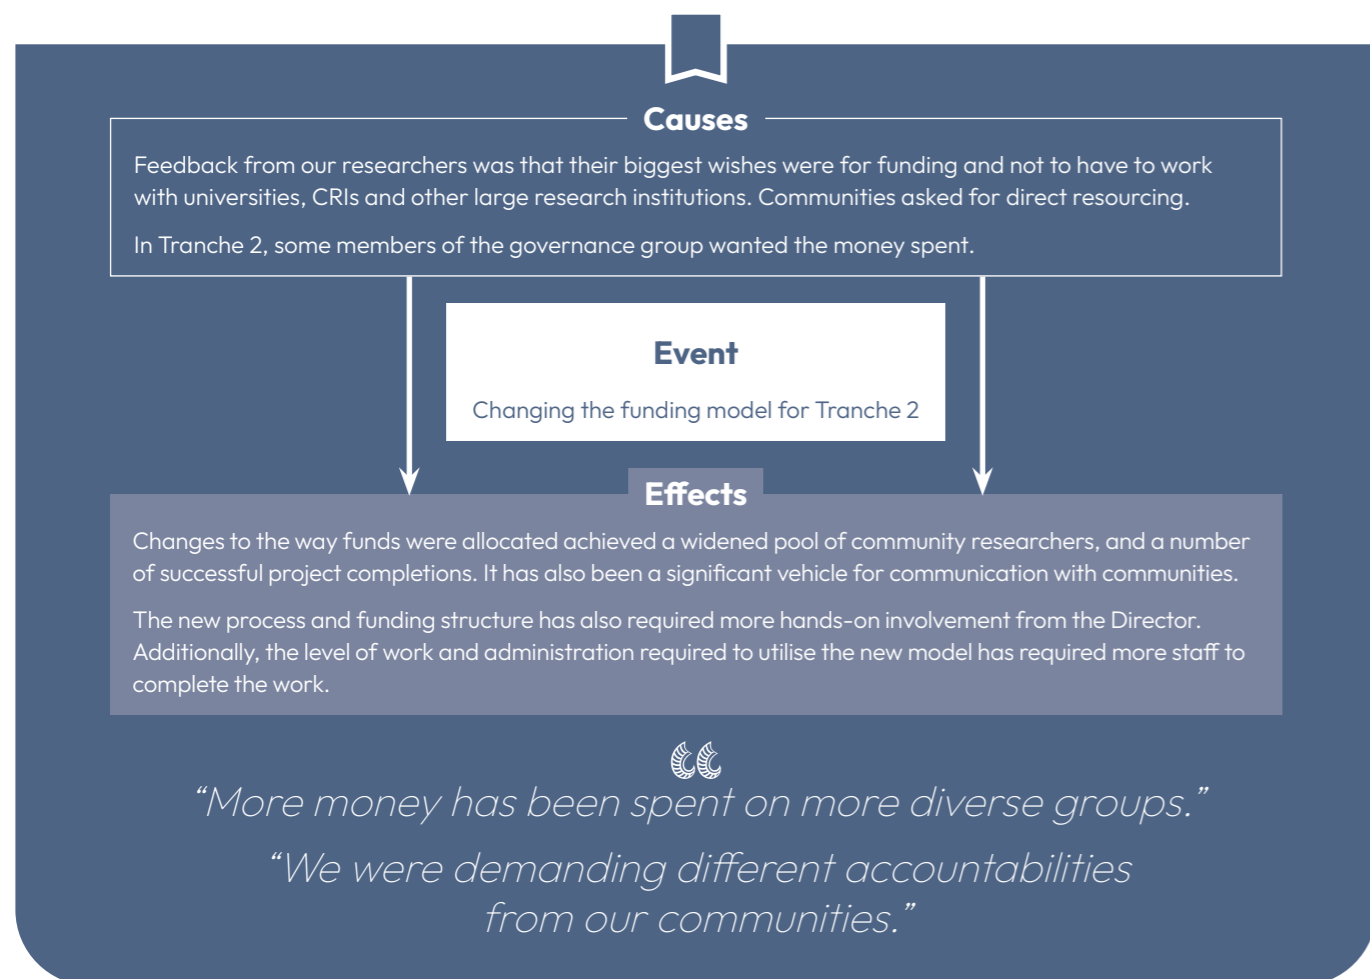 Causes
Feedback from our researchers was that their biggest wishes were for funding and not to have to work
with universities, CRIs and other large research institutions. Communities asked for direct resourcing.
In Tranche 2, some members of the governance group wanted the money spent.
Event
Changing the funding model for Tranche 2
Effects
Changes to the way funds were allocated achieved a widened pool of community researchers, and a number
of successful project completions. It has also been a significant vehicle for communication with communities.
The new process and funding structure has also required more hands-on involvement from the Director.
Additionally, the level of work and administration required to utilise the new model has required more staff to
complete the work.
“More money has been spent on more diverse groups.”
“We were demanding different accountabilities
from our communities.”